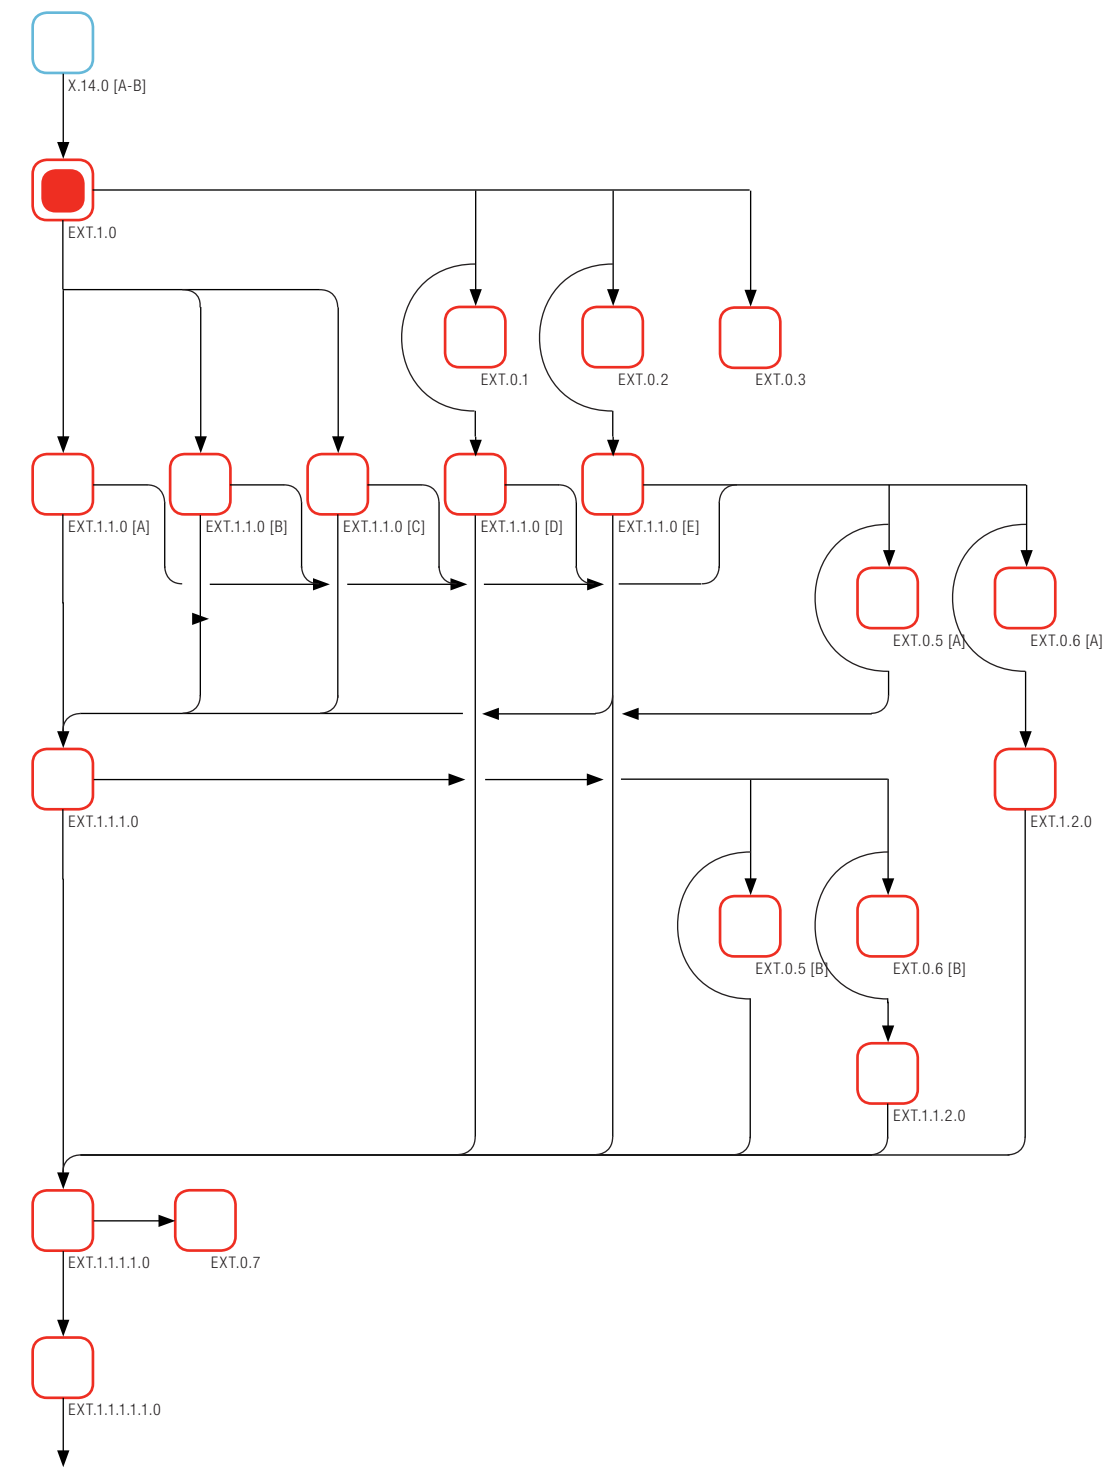 X.14.0 [A-B]
EXT.1.0
EXT.0.1
EXT.0.2
EXT.0.3
EXT.1.1.0 [A]
EXT.1.1.0 [B]
EXT.1.1.0 [C]
EXT.1.1.0 [D]
EXT.1.1.0 [E]
EXT.0.5 [A]
EXT.0.6 [A]
EXT.1.1.1.0
EXT.1.2.0
EXT.0.5 [B]
EXT.0.6 [B]
EXT.1.1.2.0
EXT.1.1.1.1.0
EXT.0.7
EXT.1.1.1.1.1.0